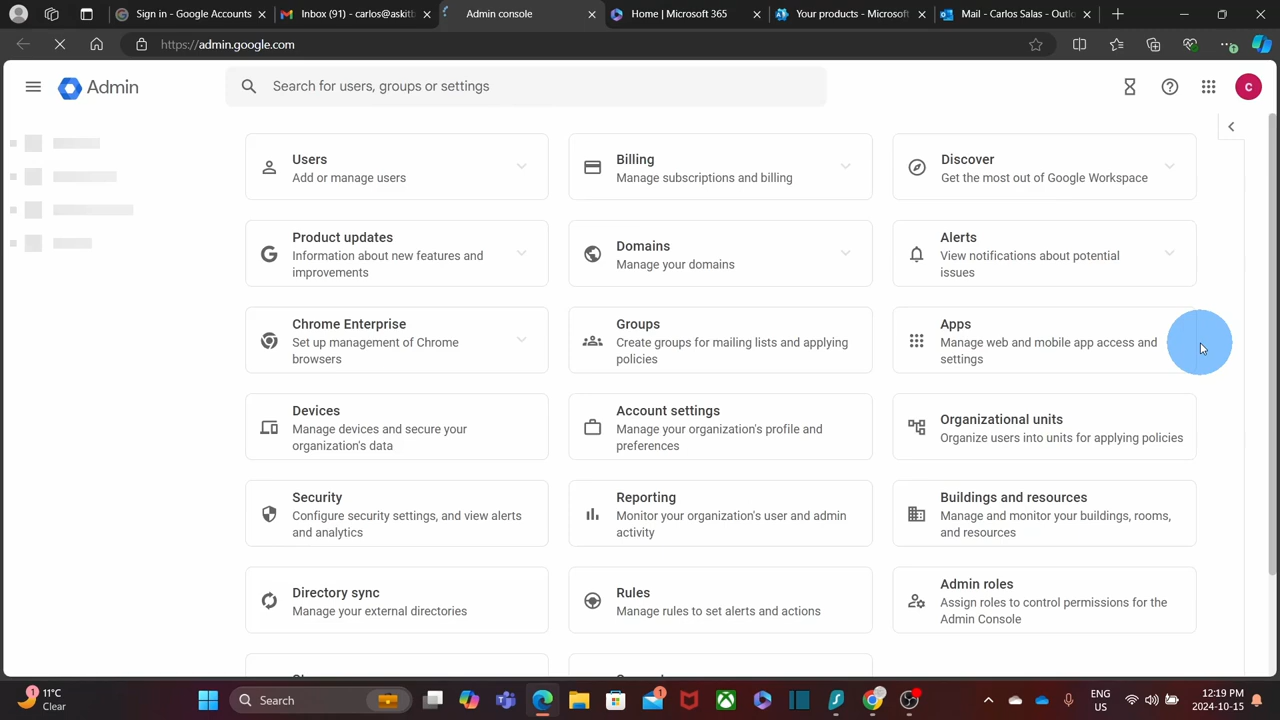 Sign in - Google Accounts
Inbox (91) - carlos@askitb
Admin console
Home | Microsoft 365
Your products - Microsoft
Mail - Carlos Salas - Outlo
https://admin.google.com
Admin
Search for users, groups or settings
C
Users
Add or manage users
Billing
Manage subscriptions and billing
Discover
Get the most out of Google Workspace
Product updates
Information about new features and
improvements
Domains
Manage your domains
Alerts
View notifications about potential
issues
Chrome Enterprise
Set up management of Chrome
browsers
Groups
Create groups for mailing lists and applying
policies
Apps
Manage web and mobile app access and
settings
Devices
Manage devices and secure your
organization's data
Account settings
Manage your organization's profile and
preferences
Organizational units
Organize users into units for applying policies
Security
Configure security settings, and view alerts
and analytics
Reporting
Monitor your organization's user and admin
activity
Buildings and resources
Manage and monitor your buildings, rooms,
and resources
Directory sync
Manage your external directories
Rules
Manage rules to set alerts and actions
Admin roles
Assign roles to control permissions for the
Admin Console
1
11°C
Clear
Search
1
ENG
US
12:19 PM
2024-10-15